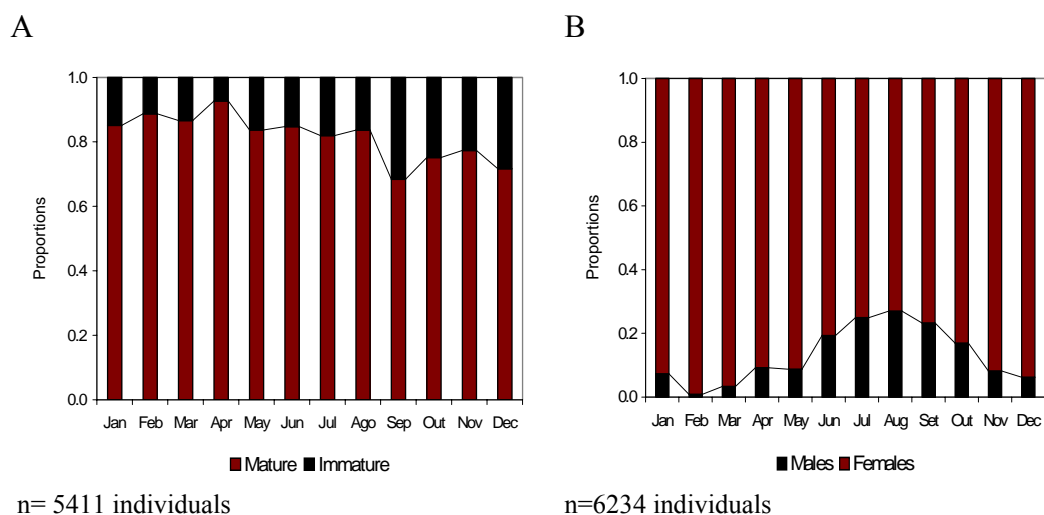 A
B
1.0
0.8
0.6
0.4
0.2
0.0
Proportions
Jan Feb Mar Apr May Jun Jul Ago Sep Out Nov Dec
Mature Immature
n= 5411 individuals
1.0
0.8
0.6
0.4
0.2
0.0
Proportions
Jan Feb Mar Apr May Jun Jul Aug Set Out Nov Dec
Males Females
n=6234 individuals